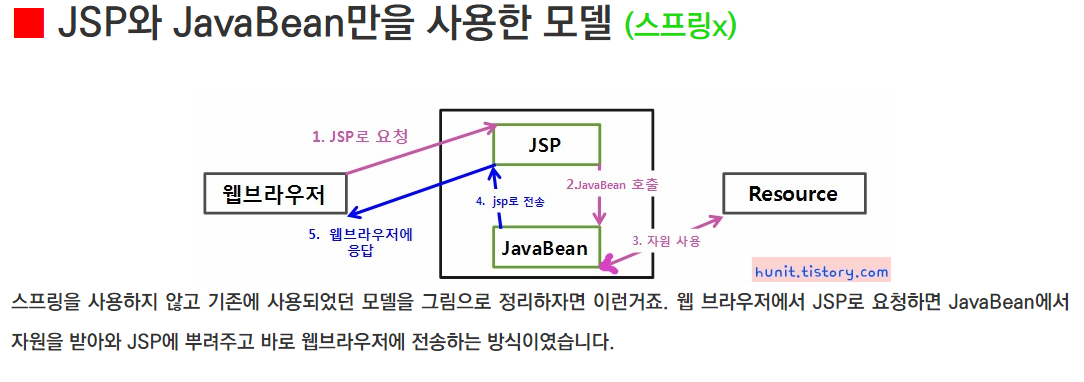 ■ JSP와 JavaBean만을 사용한 모델 (스프링x)
1. JSP로 요청
JSP
2.JavaBean 호출
웹브라우저
4. jsp로 전송
Resource
5. 웹브라우저에
응답
JavaBean
3. 자원 사용
hunit.tistory.com
스프링을 사용하지 않고 기존에 사용되었던 모델을 그림으로 정리하자면 이런거죠. 웹 브라우저에서 JSP로 요청하면 JavaBean에서
자원을 받아와 JSP에 뿌려주고 바로 웹브라우저에 전송하는 방식이였습니다.